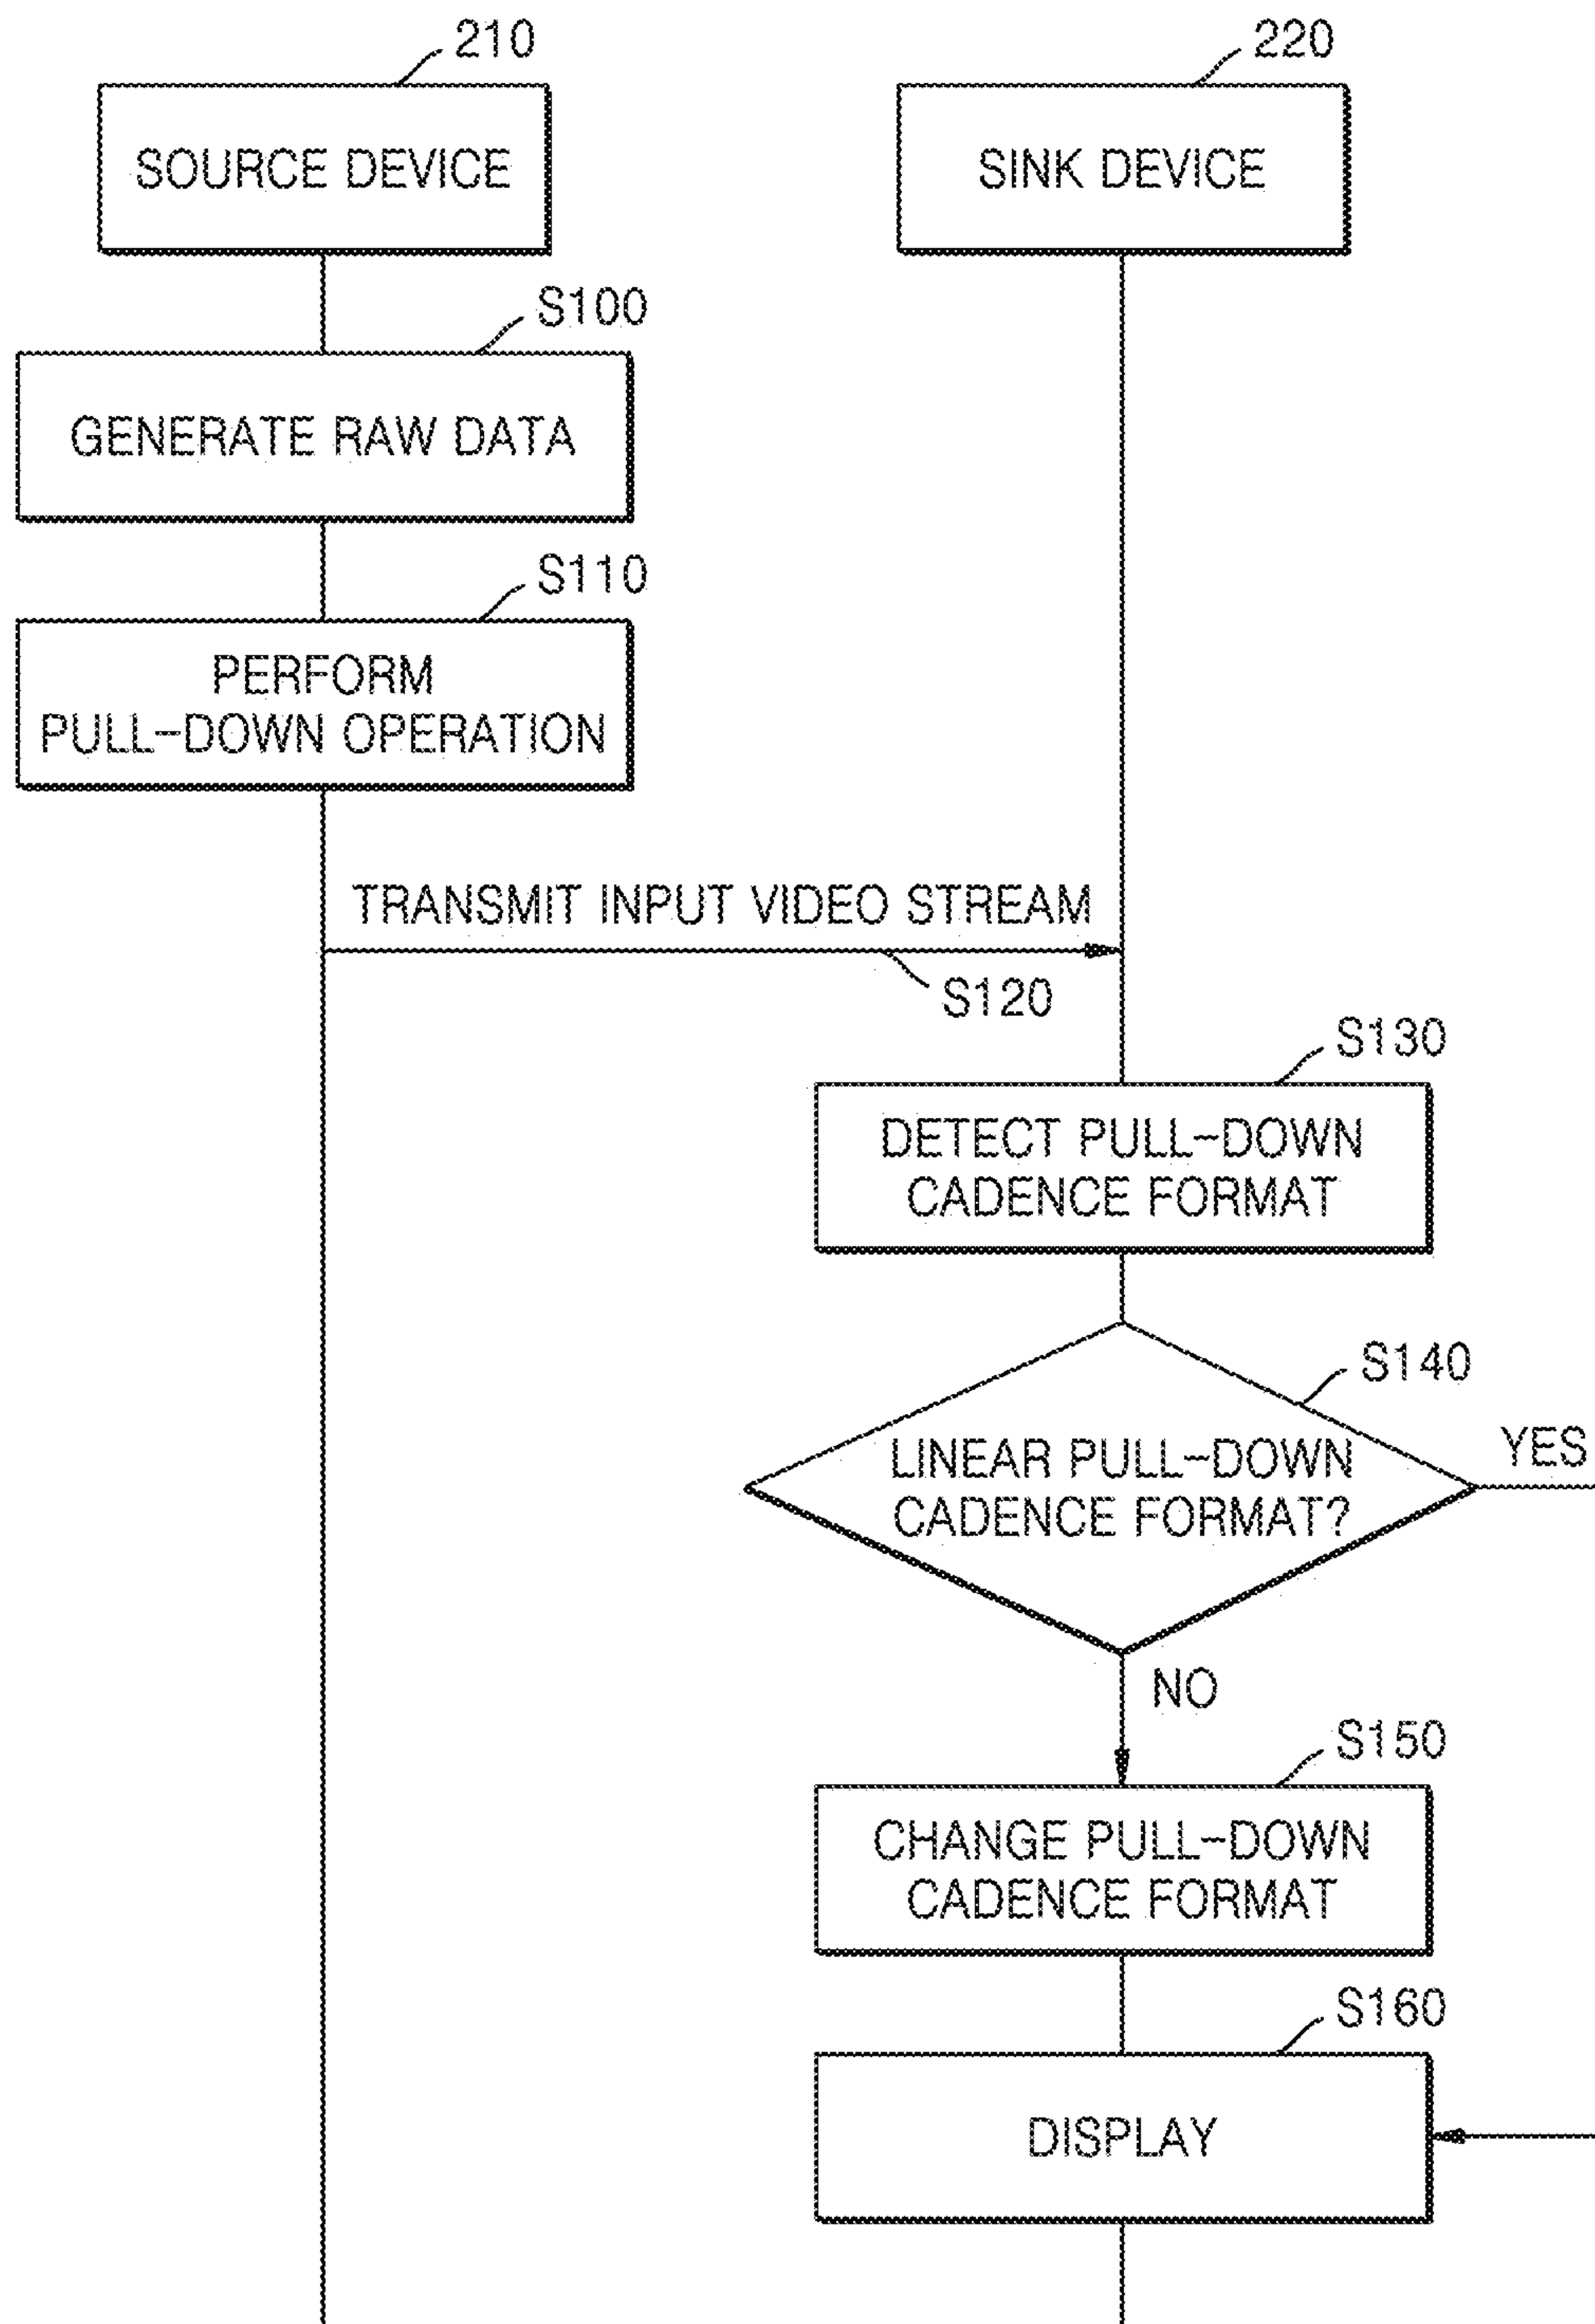 210
220
SOURCE DEVICE
SINK DEVICE
S100
GENERATE RAW DATA
S110
PERFORM
PULL-DOWN OPERATION
TRANSMIT INPUT VIDEO STREAM
S120
S130
DETECT PULL-DOWN
CADENCE FORMAT
S140
LINEAR PULL-DOWN
CADENCE FORMAT?
YES
NO
S150
CHANGE PULL-DOWN
CADENCE FORMAT
S160
DISPLAY